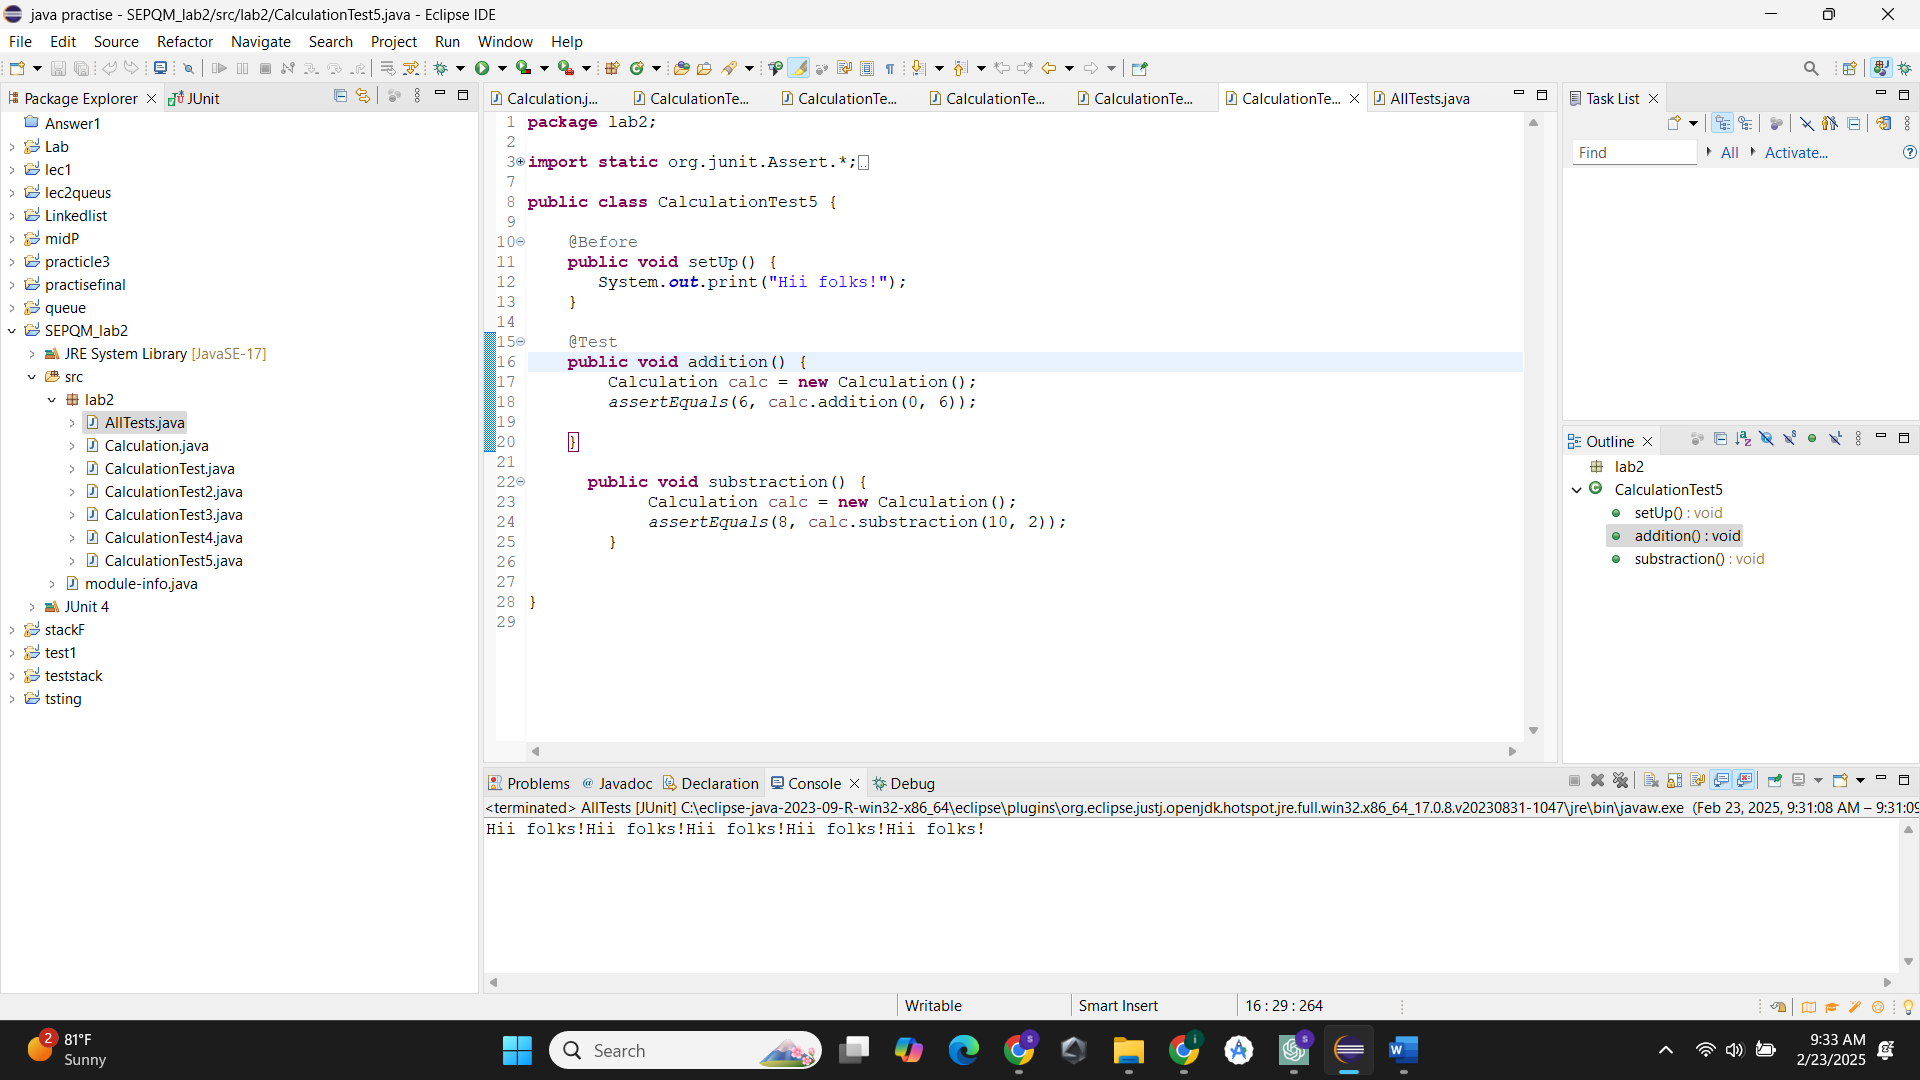 java practise - SEPQM_lab2/src/lab2/CalculationTest5.java - Eclipse IDE
File Edit Source Refactor Navigate Search Project Run Window Help
Package Explorer
JUnit
Answer1
Lab
lec1
lec2queus
Linkedlist
midP
practicle3
practisefinal
queue
SEPQM_lab2
JRE System Library [JavaSE-17]
src
lab2
AllTests.java
Calculation.java
CalculationTest.java
CalculationTest2.java
CalculationTest3.java
CalculationTest4.java
CalculationTest5.java
module-info.java
JUnit 4
stackF
test1
teststack
tsting
Calculation.j... CalculationTe... CalculationTe... CalculationTe... CalculationTe... CalculationTe... AllTests.java
1 package lab2;
2
3 import static org.junit.Assert.*;
7
8 public class CalculationTest5 {
9
10 @Before
11 public void setUp() {
12 System.out.print("Hii folks!");
13 }
14
15 @Test
16 public void addition() {
17 Calculation calc = new Calculation();
18 assertEquals(6, calc.addition(0, 6));
19
20 }
21
22 public void substraction() {
23 Calculation calc = new Calculation();
24 assertEquals(8, calc.substraction(10, 2));
25 }
26
27
28 }
29
Task List
Find All Activate...
Outline
lab2
CalculationTest5
setUp() : void
addition() : void
substraction() : void
Problems Javadoc Declaration Console Debug
<terminated> AllTests [JUnit] C:\eclipse-java-2023-09-R-win32-x86_64\eclipse\plugins\org.eclipse.justj.openjdk.hotspot.jre.full.win32.x86_64_17.0.8.v20230831-1047\jre\bin\javaw.exe (Feb 23, 2025, 9:31:08 AM – 9:31:09
Hii folks!Hii folks!Hii folks!Hii folks!Hii folks!
Writable Smart Insert 16 : 29 : 264
2
81°F
Sunny
Search
9:33 AM
2/23/2025